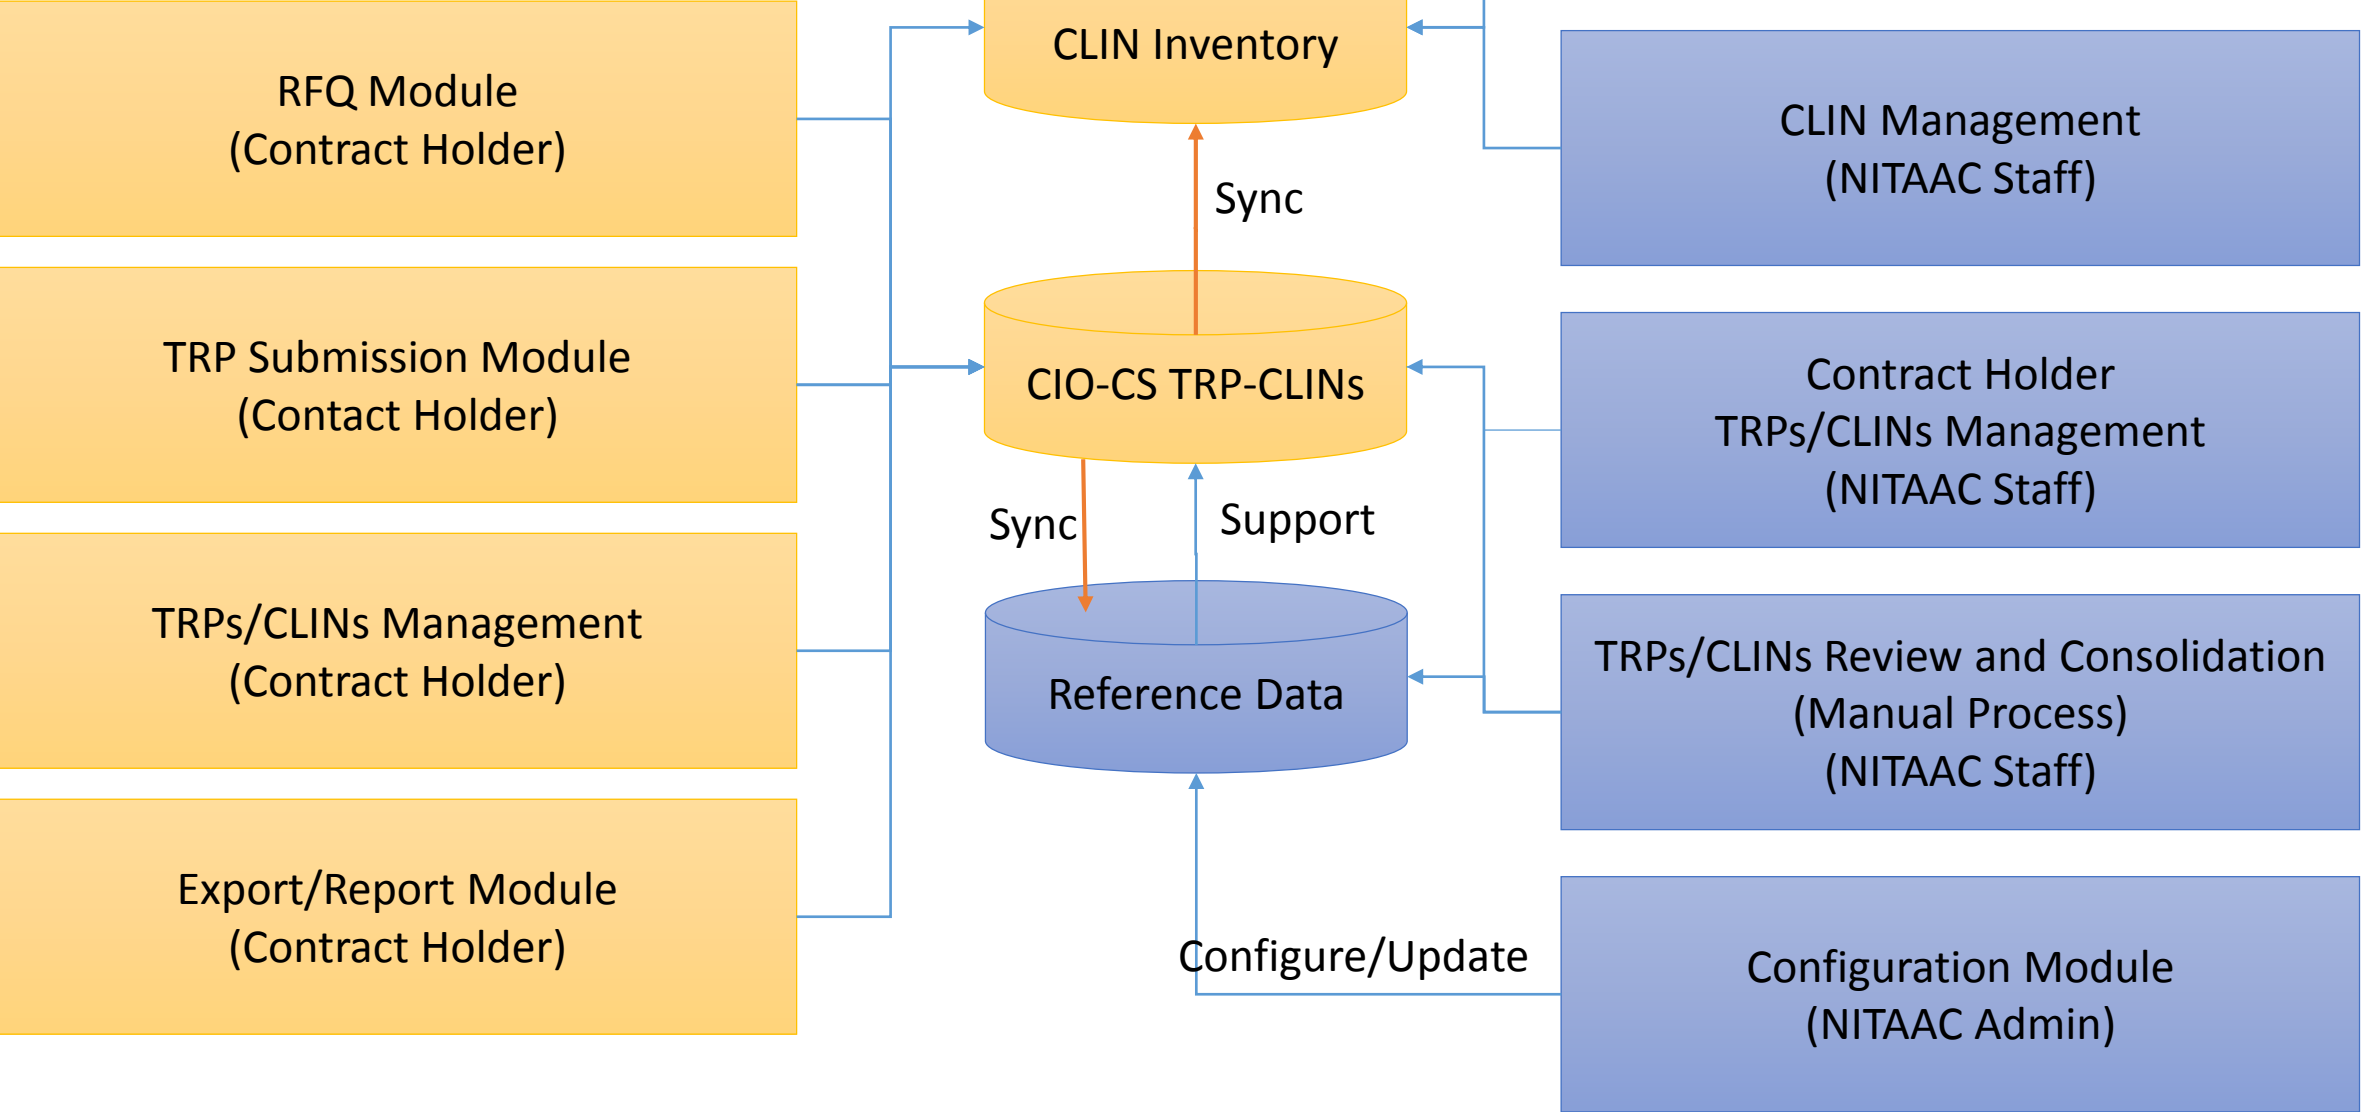 RFQ Module
(Contract Holder)
TRP Submission Module
(Contact Holder)
TRPs/CLINs Management
(Contract Holder)
Export/Report Module
(Contract Holder)
CLIN Inventory
Sync
CIO-CS TRP-CLINs
Sync
Support
Reference Data
Configure/Update
CLIN Management
(NITAAC Staff)
Contract Holder
TRPs/CLINs Management
(NITAAC Staff)
TRPs/CLINs Review and Consolidation
(Manual Process)
(NITAAC Staff)
Configuration Module
(NITAAC Admin)